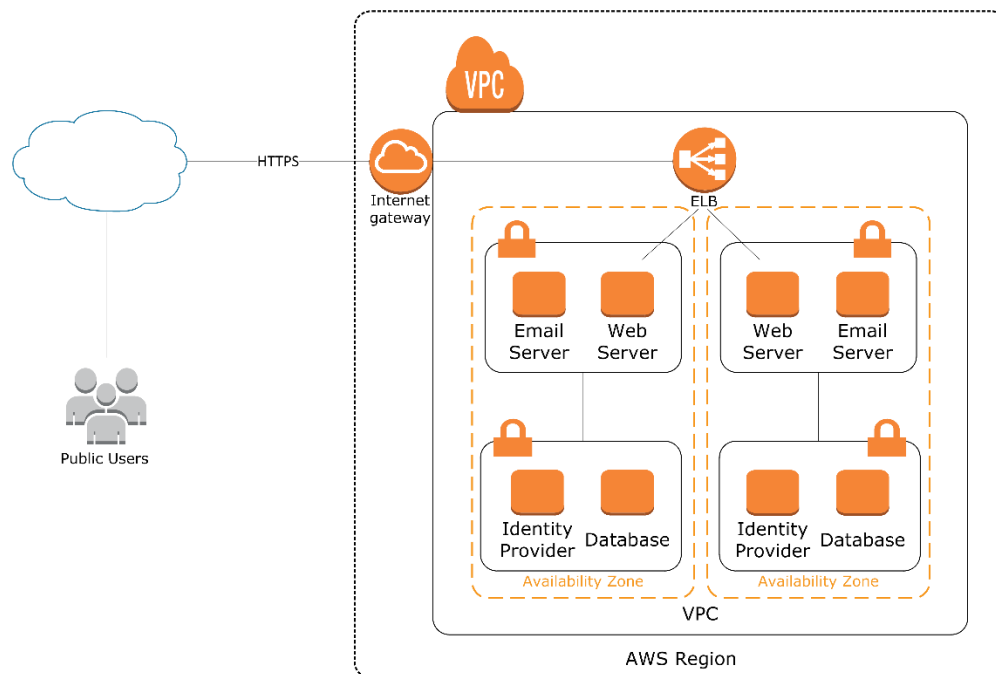 VPC
HTTPS
Internet
gateway
ELB
Email
Server
Web
Server
Web
Server
Email
Server
Public Users
Identity
Provider
Database
Identity
Provider
Database
Availability Zone
Availability Zone
VPC
AWS Region